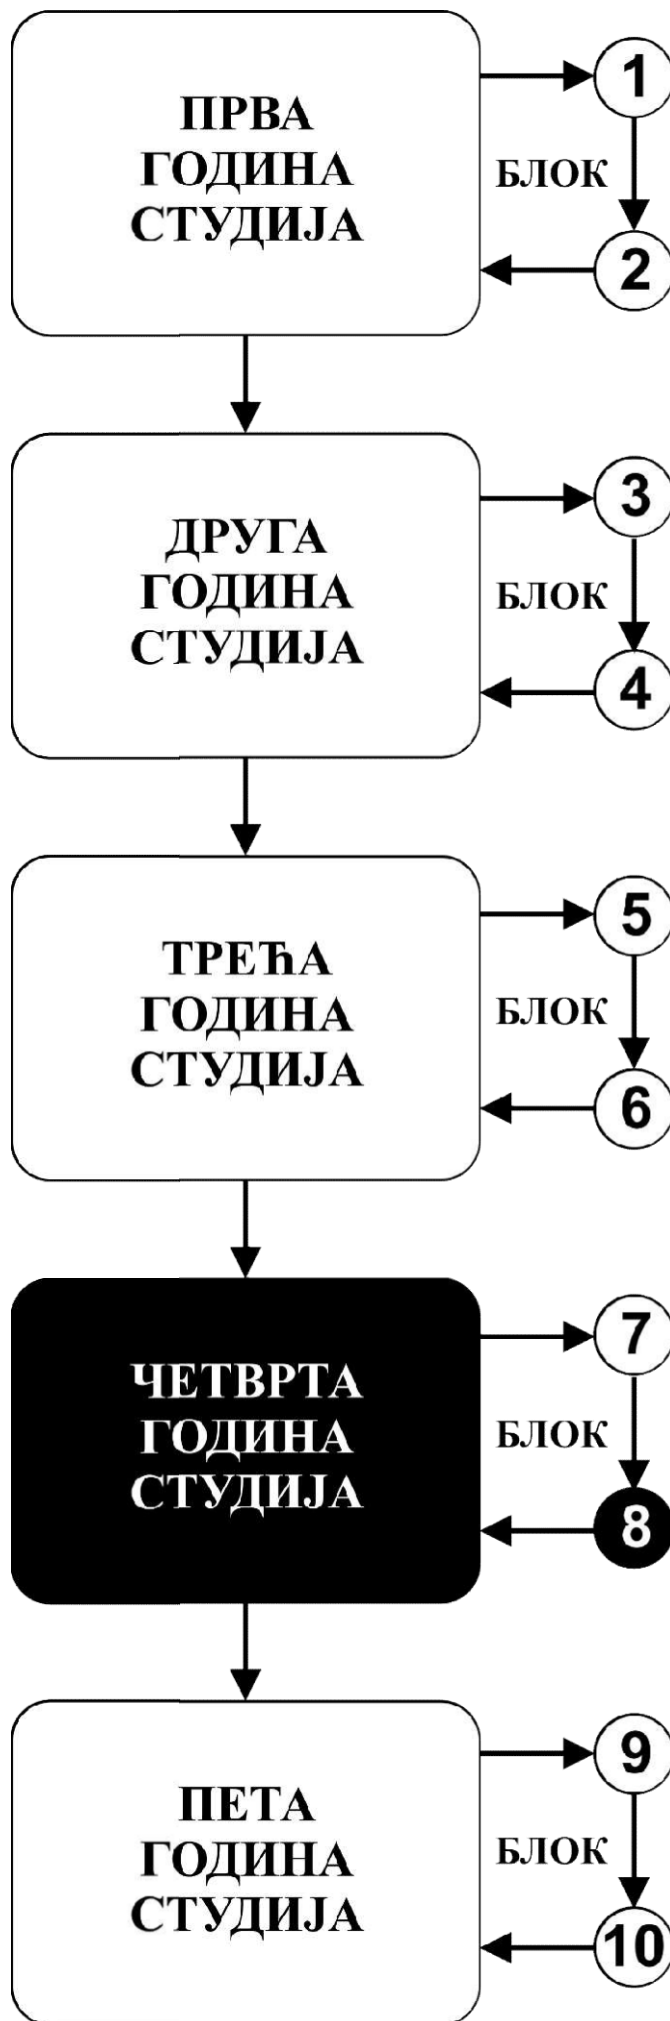 ПРВА
ГОДИНА
СТУДИЈА
1
БЛОК
2
ДРУГА
ГОДИНА
СТУДИЈА
3
БЛОК
4
ТРЕЋА
ГОДИНА
СТУДИЈА
5
БЛОК
6
ЧЕТВРТА
ГОДИНА
СТУДИЈА
7
БЛОК
8
ПЕТА
ГОДИНА
СТУДИЈА
9
БЛОК
10